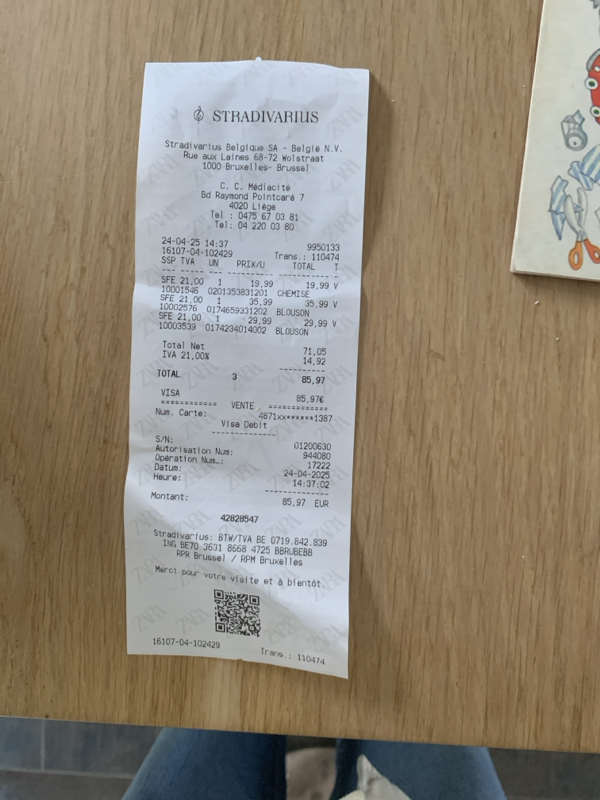 STRADIVARIUS
Stradivarius Belgique SA - België N.V.
Rue aux Laines 68-72 Wolstraat
1000 Bruxelles- Brussel
C. C. Médiacité
Bd Raymond Pointcaré 7
4020 Liège
Tel : 0475 67 03 81
Tel: 04 220 03 80
24-04-25 14:37 9950133
16107-04-102429 Trans.: 110474
SSP TVA UN PRIX/U TOTAL T
SFE 21,00 1 19,99 19,99 V
10001546 0201353831201 CHEMISE
SFE 21,00 1 35,99 35,99 V
10002576 0174659331202 BLOUSON
SFE 21,00 1 29,99 29,99 V
10003539 0174234014002 BLOUSON
Total Net 71,05
IVA 21,00% 14,92
TOTAL 3 85,97
VISA 85,97€
============ VENTE ============
Num. Carte: 4871xx******1387
Visa Debit
S/N: 01200630
Autorisation Num: 944080
Opération Num.: 17222
Datum: 24-04-2025
Heure: 14:37:02
Montant: 85,97 EUR
42828547
Stradivarius: BTW/TVA BE 0719.842.839
ING BE70 3631 8668 4725 BBRUBEBB
RPR Brussel / RPM Bruxelles
Merci pour votre visite et à bientôt.
16107-04-102429 Trans.: 110474